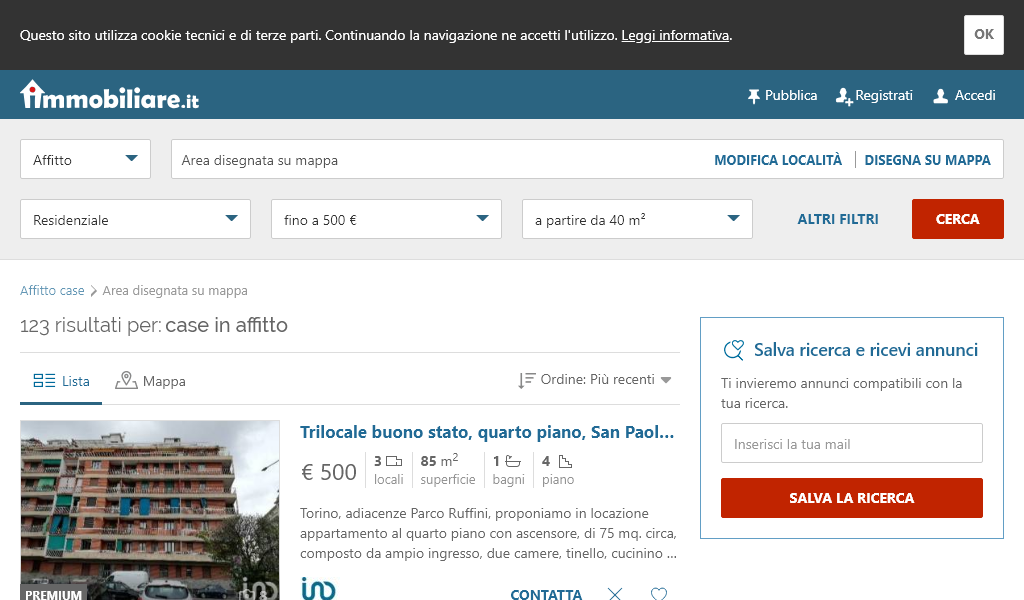 Questo sito utilizza cookie tecnici e di terze parti. Continuando la navigazione ne accetti l'utilizzo. Leggi informativa.
OK
immobiliare.it
Pubblica
Registrati
Accedi
Affitto
Area disegnata su mappa
MODIFICA LOCALITÀ
DISEGNA SU MAPPA
Residenziale
fino a 500 €
a partire da 40 m²
ALTRI FILTRI
CERCA
Affitto case
Area disegnata su mappa
123 risultati per: case in affitto
Lista
Mappa
Ordine: Più recenti
Salva ricerca e ricevi annunci
Ti invieremo annunci compatibili con la
tua ricerca.
Inserisci la tua mail
SALVA LA RICERCA
Trilocale buono stato, quarto piano, San Paol...
€ 500
3
locali
85 m²
superficie
1
bagni
4
piano
Torino, adiacenze Parco Ruffini, proponiamo in locazione
appartamento al quarto piano con ascensore, di 75 mq. circa,
composto da ampio ingresso, due camere, tinello, cucinino ...
PREMIUM
CONTATTA